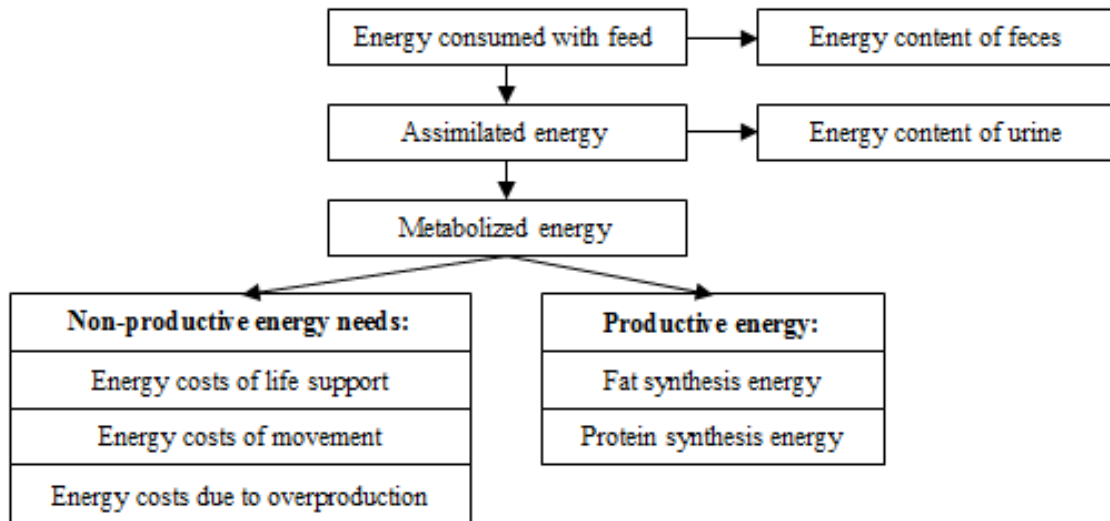 Energy consumed with feed
Energy content of feces
Assimilated energy
Energy content of urine
Metabolized energy
Non-productive energy needs:
Energy costs of life support
Energy costs of movement
Energy costs due to overproduction
Productive energy:
Fat synthesis energy
Protein synthesis energy